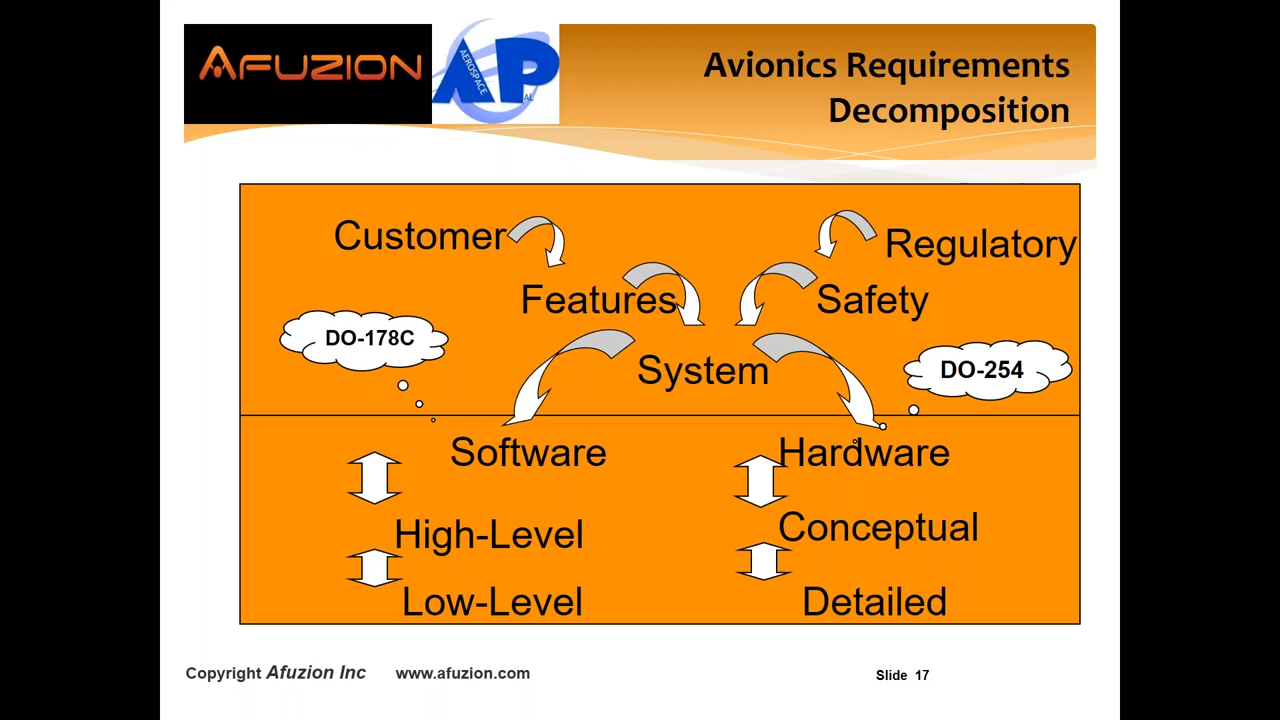 AFUZION
AEROSPACE
AP
AL
Avionics Requirements
Decomposition
Customer
Regulatory
Features
Safety
DO-178C
System
DO-254
Software
Hardware
High-Level
Conceptual
Low-Level
Detailed
Copyright Afuzion Inc www.afuzion.com
Slide 17